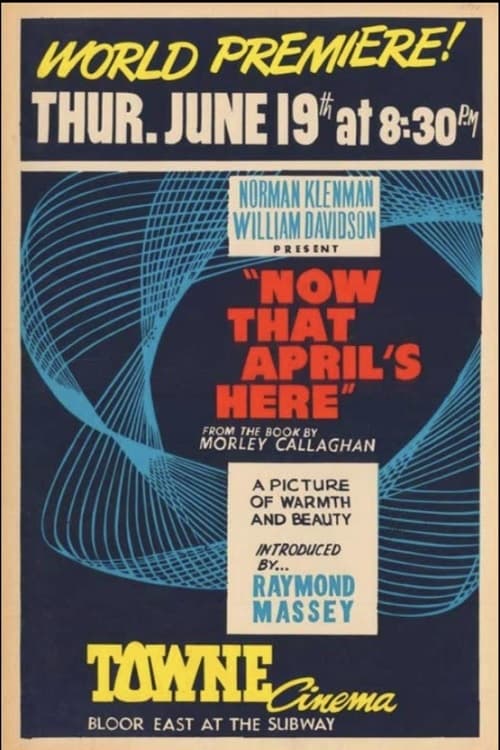 WORLD PREMIERE!
THUR. JUNE 19th at 8:30 P.M
NORMAN KLENMAN
WILLIAM DAVIDSON
PRESENT
"NOW
THAT
APRIL'S
HERE"
FROM THE BOOK BY
MORLEY CALLAGHAN
A PICTURE
OF WARMTH
AND BEAUTY
INTRODUCED
BY...
RAYMOND
MASSEY
TOWNE Cinema
BLOOR EAST AT THE SUBWAY